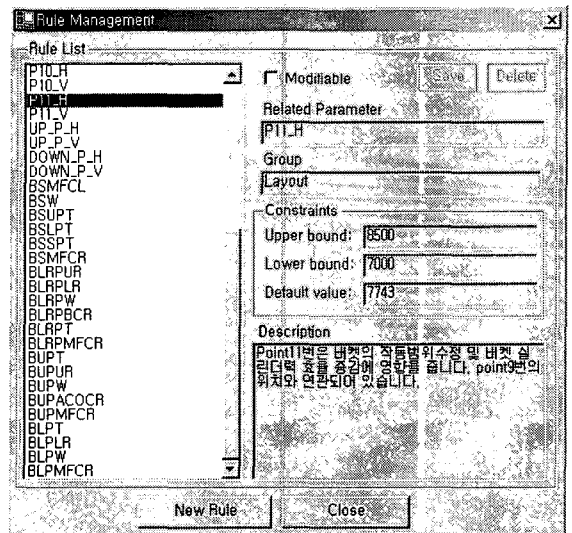 Rule Management
Rule List
P10_H
P10_V
P11_H
P11_V
UP_P_H
UP_P_V
DOWN_P_H
DOWN_P_V
BSMFCL
BSW
BSUPT
BSLPT
BSSPT
BSMFCR
BLRPUR
BLRPLR
BLRPW
BLRPBCR
BLRPT
BLRPMFCR
BUPT
BUPUR
BUPW
BUPACOCR
BUPMFCR
BLPT
BLPLR
BLPW
BLPMFCR
Modifiable
Save
Delete
Related Parameter
P11_H
Group
Layout
Constraints
Upper bound: 8500
Lower bound: 7000
Default value: 7743
Description
Point11번은 버켓의 작동범위수정 및 버켓 실
린더력 효율 증감에 영향를 줍니다. point9번의
위치와 연관되어 있습니다.
New Rule
Close